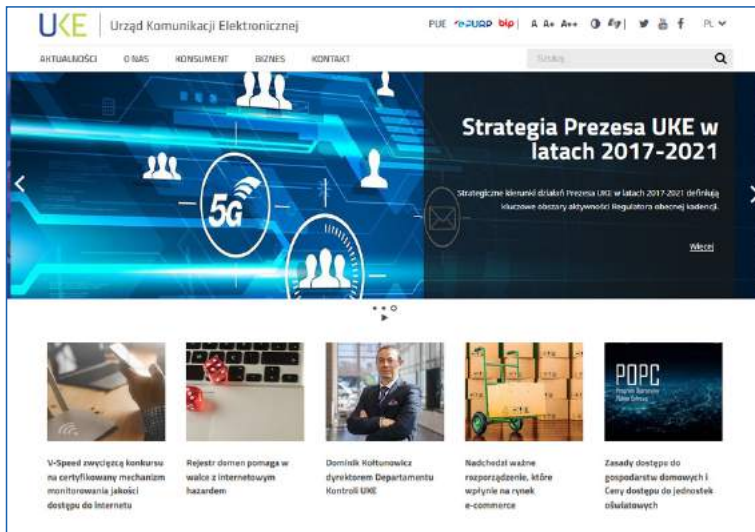 UKE Urząd Komunikacji Elektronicznej
PUE PUAP bip A A+ A++ PL
AKTUALNOŚCI O NAS KONSUMENT BIZNES KONTAKT Szukaj
Strategia Prezesa UKE w
latach 2017-2021
Strategiczne kierunki działań Prezesa UKE w latach 2017-2021 definiują
kluczowe obszary aktywności Regulatora obecnej kadencji.
Więcej
5G
POPC
V-Speed zwycięzcą konkursu
na certyfikowany mechanizm
monitorowania jakości
dostępu do internetu
Rejestr domen pomaga w
walce z internetowym
hazardem
Dominik Kołtunowicz
dyrektorem Departamentu
Kontroli UKE
Nadchodzi ważne
rozporządzenie, które
wpłynie na rynek
e-commerce
Zasady dostępu do
gospodarstw domowych i
Ceny dostępu do jednostek
oświatowych